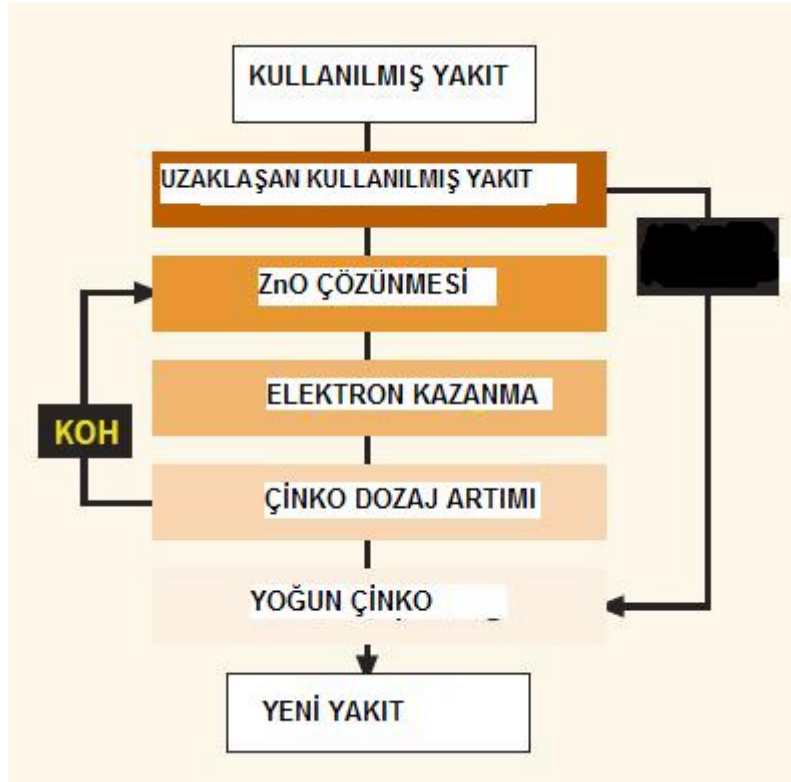 KULLANILMIŞ YAKIT
UZAKLAŞAN KULLANILMIŞ YAKIT
ZnO ÇÖZÜNMESİ
ELEKTRON KAZANMA
KOH
ÇİNKO DOZAJ ARTIMI
YOĞUN ÇİNKO
YENİ YAKIT